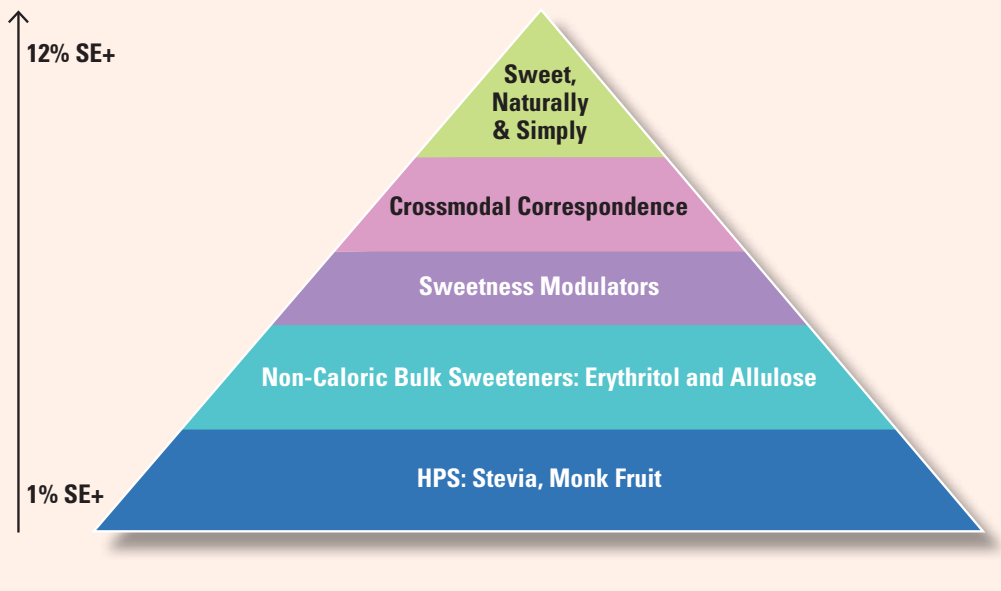 12% SE+
Sweet,
Naturally
& Simply
Crossmodal Correspondence
Sweetness Modulators
Non-Caloric Bulk Sweeteners: Erythritol and Allulose
HPS: Stevia, Monk Fruit
1% SE+